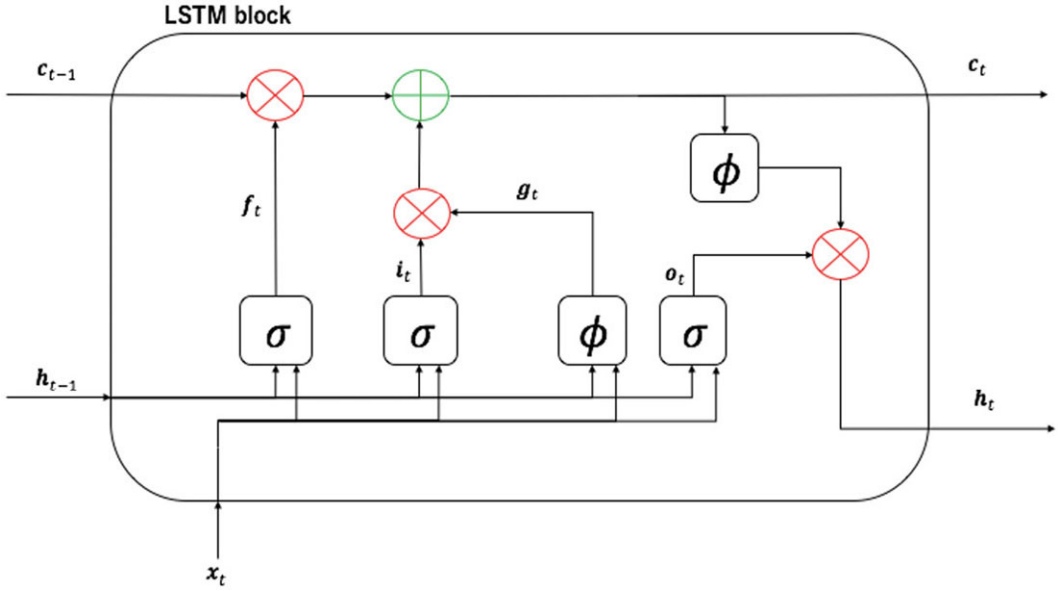 LSTM block
c_{t-1}
c_t
ϕ
f_t
g_t
i_t
o_t
σ
σ
ϕ
σ
h_{t-1}
h_t
x_t